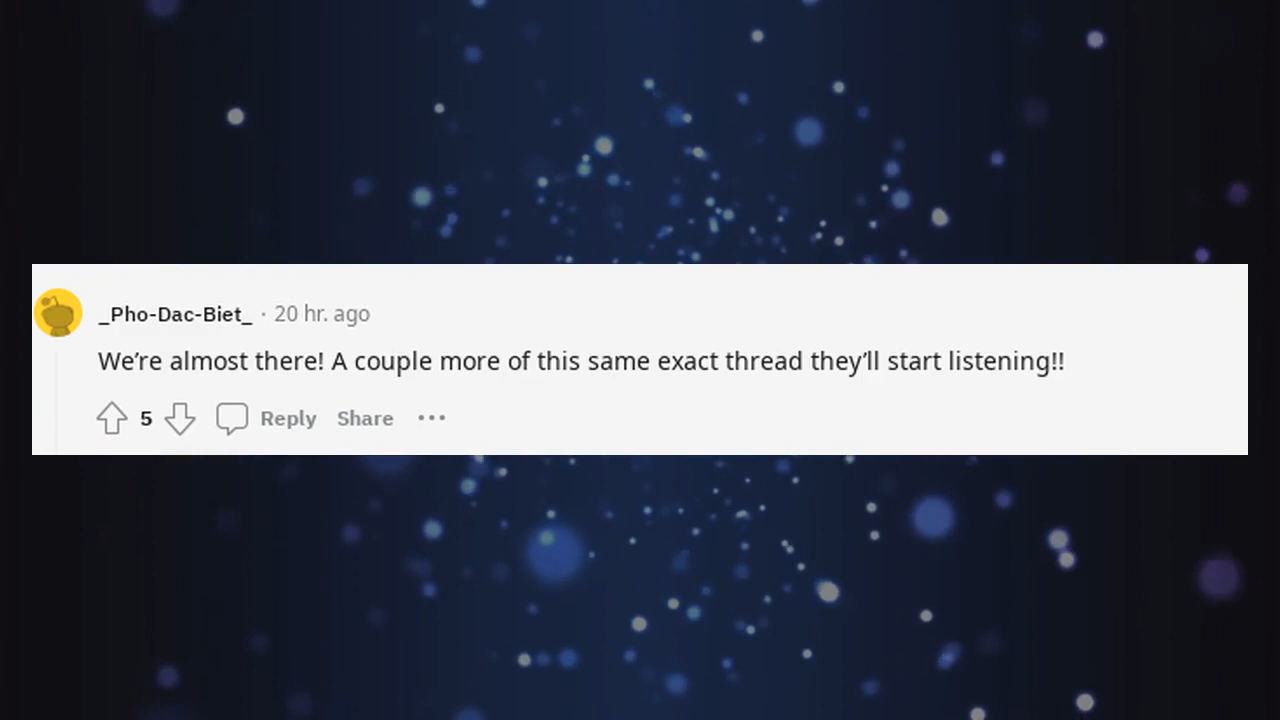 _Pho-Dac-Biet_ · 20 hr. ago
We’re almost there! A couple more of this same exact thread they’ll start listening!!
5 Reply Share ···